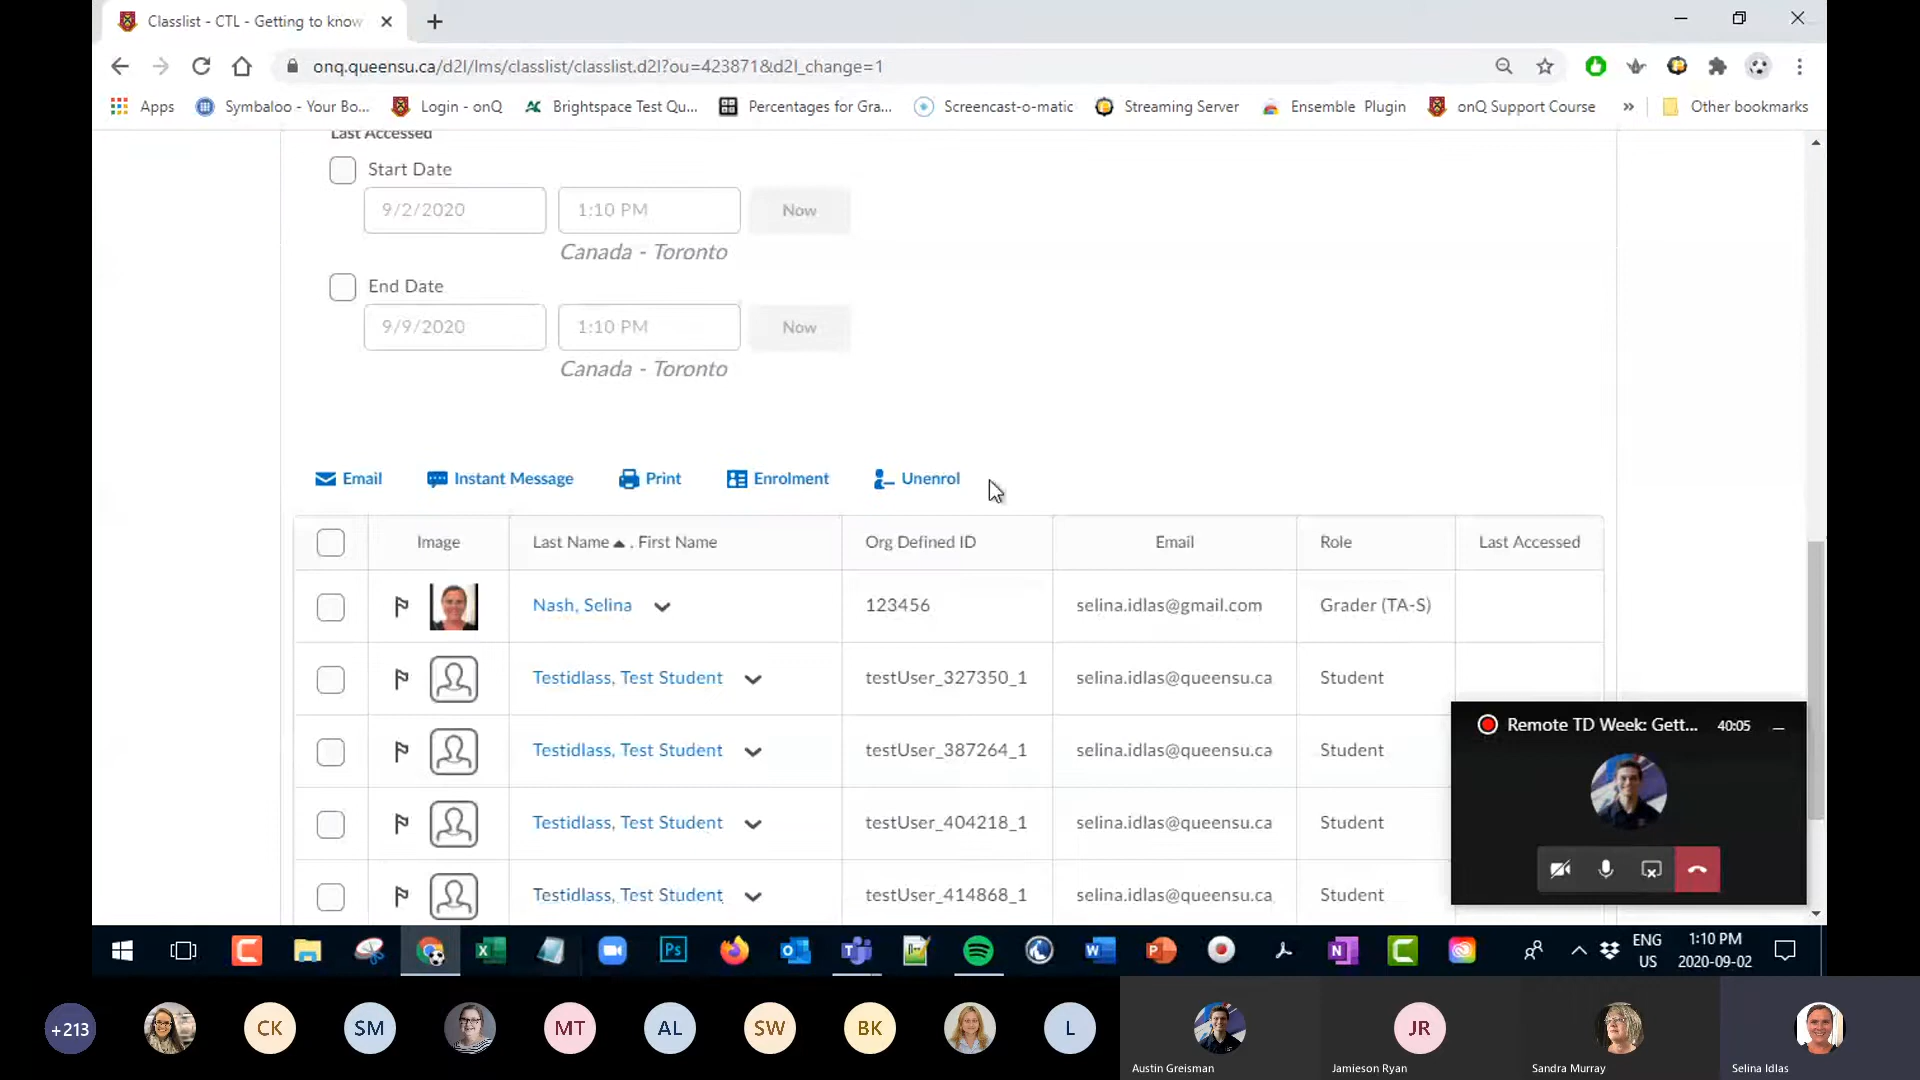 Classlist - CTL - Getting to know
onq.queensu.ca/d2l/lms/classlist/classlist.d2l?ou=423871&d2l_change=1
Apps Symbaloo - Your Bo... Login - onQ Brightspace Test Qu... Percentages for Gra... Screencast-o-matic Streaming Server Ensemble Plugin onQ Support Course » Other bookmarks
Last Accessed
Start Date
9/2/2020 1:10 PM Now
Canada - Toronto
End Date
9/9/2020 1:10 PM Now
Canada - Toronto
Email Instant Message Print Enrolment Unenrol
Image Last Name , First Name Org Defined ID Email Role Last Accessed
Nash, Selina 123456 selina.idlas@gmail.com Grader (TA-S)
Testidlass, Test Student testUser_327350_1 selina.idlas@queensu.ca Student
Testidlass, Test Student testUser_387264_1 selina.idlas@queensu.ca Student
Testidlass, Test Student testUser_404218_1 selina.idlas@queensu.ca Student
Testidlass, Test Student testUser_414868_1 selina.idlas@queensu.ca Student
Remote TD Week: Gett... 40:05
ENG 1:10 PM
US 2020-09-02
+213 CK SM MT AL SW BK L JR
Austin Greisman Jamieson Ryan Sandra Murray Selina Idlas